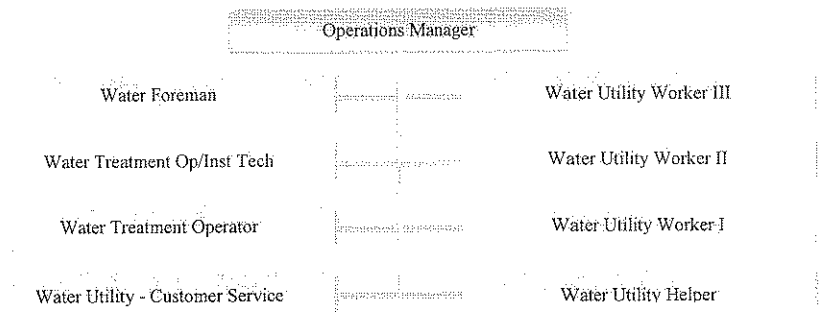 Operations Manager
Water Foreman
Water Utility Worker III
Water Treatment Op/Inst Tech
Water Utility Worker II
Water Treatment Operator
Water Utility Worker I
Water Utility - Customer Service
Water Utility Helper